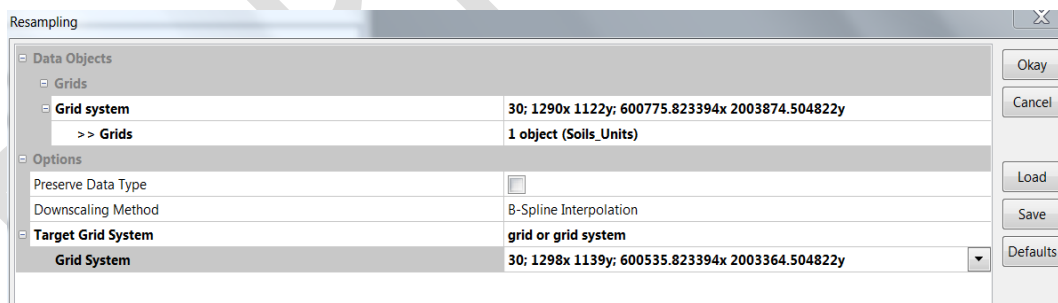 Resampling
Data Objects
Grids
Grid system 30; 1290x 1122y; 600775.823394x 2003874.504822y
>> Grids 1 object (Soils_Units)
Options
Preserve Data Type
Downscaling Method B-Spline Interpolation
Target Grid System grid or grid system
Grid System 30; 1298x 1139y; 600535.823394x 2003364.504822y
Okay
Cancel
Load
Save
Defaults